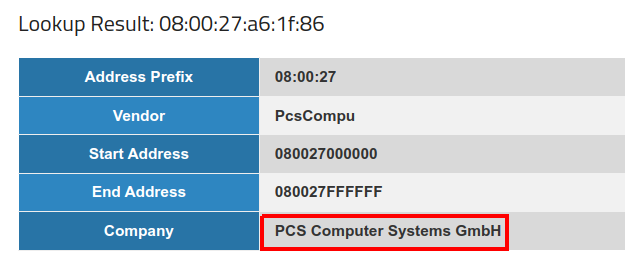 Lookup Result: 08:00:27:a6:1f:86
Address Prefix 08:00:27
Vendor PcsCompu
Start Address 080027000000
End Address 080027FFFFFF
Company PCS Computer Systems GmbH